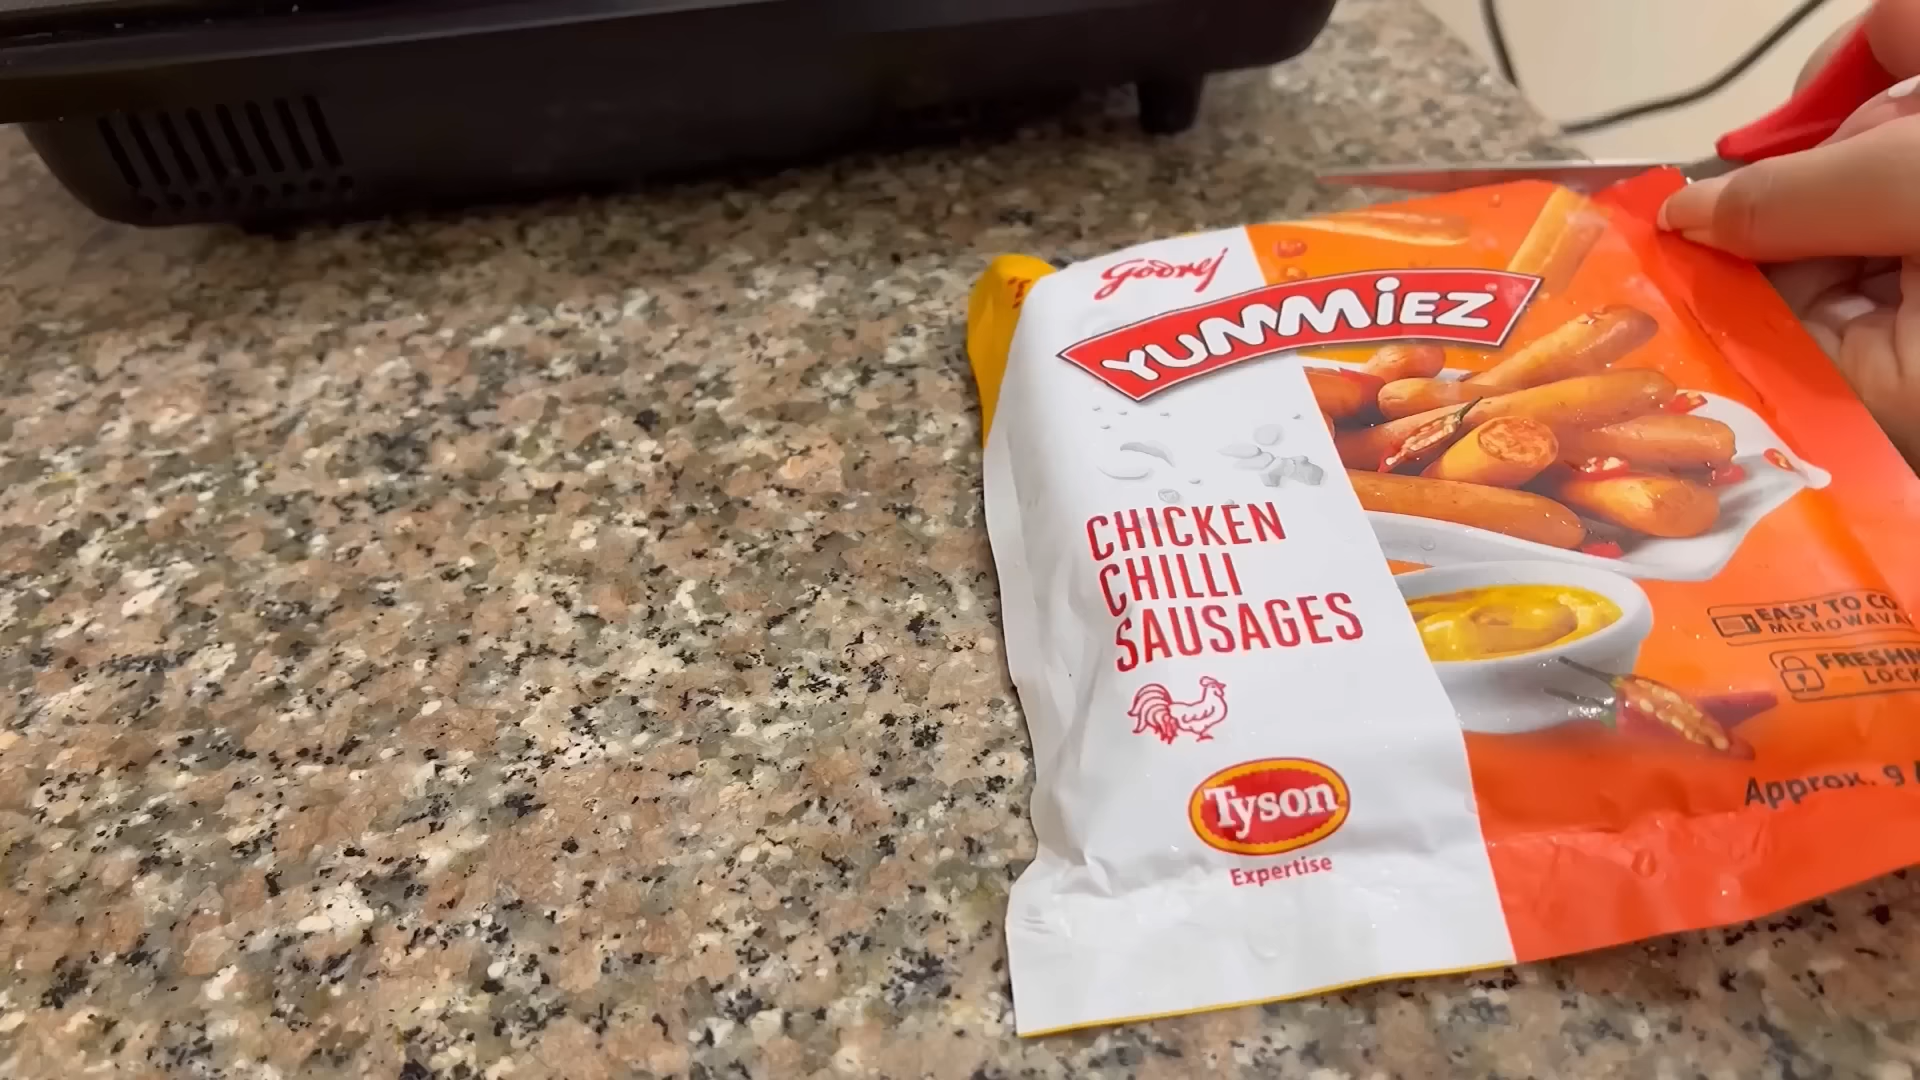 Godrej
YUMMiEZ
CHICKEN
CHILLI
SAUSAGES
Tyson
Expertise
EASY TO CO
MICROWAVA
FRESHN
LOCK
Approx. 9